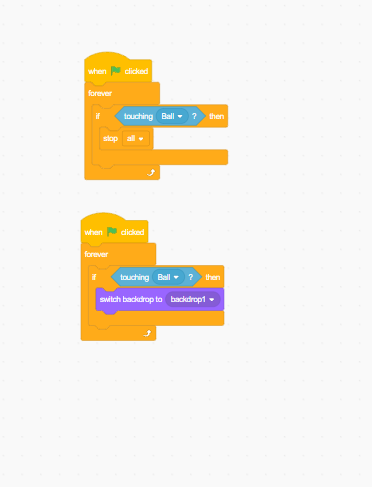 when clicked
forever
if touching Ball ? then
stop all
when clicked
forever
if touching Ball ? then
switch backdrop to backdrop1